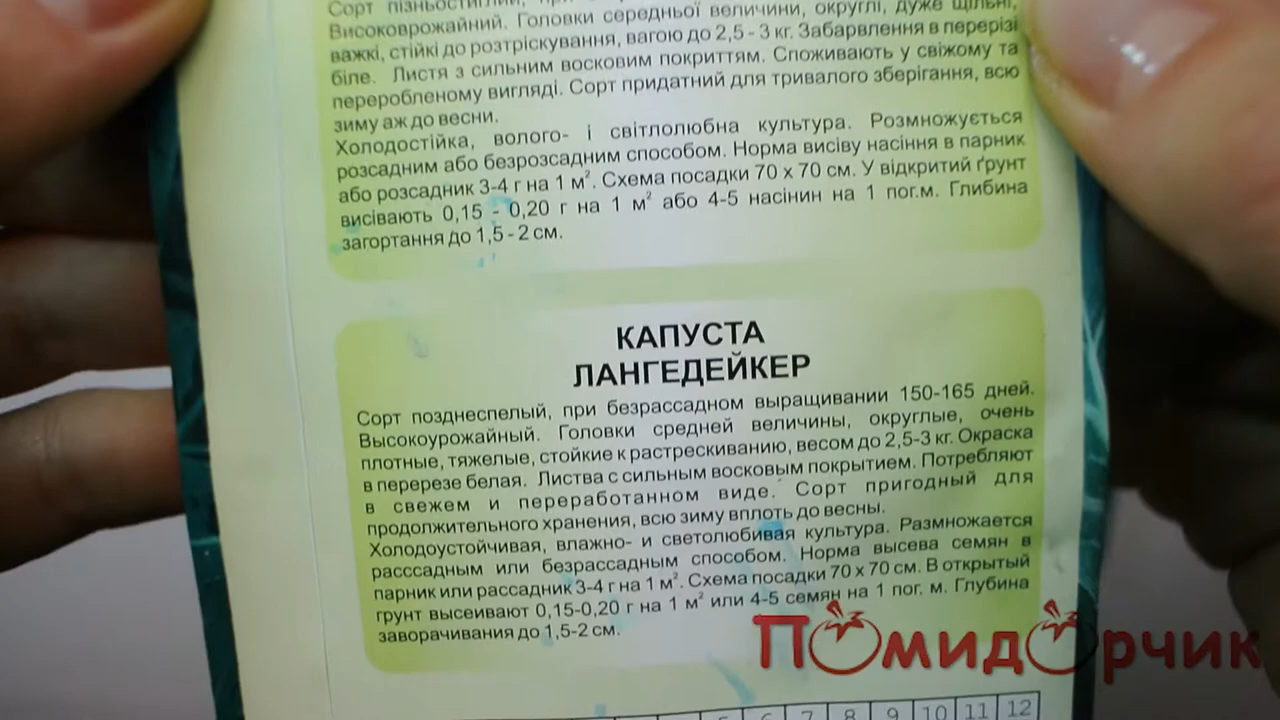 Сорт пізньостиглий, при
Високоврожайний. Головки середньої величини, округлі, дуже щільні,
важкі, стійкі до розтріскування, вагою до 2,5 - 3 кг. Забарвлення в перерізі
біле. Листя з сильним восковим покриттям. Споживають у свіжому та
переробленому вигляді. Сорт придатний для тривалого зберігання, всю
зиму аж до весни.
Холодостійка, волого- і світлолюбна культура. Розмножується
розсадним або безрозсадним способом. Норма висіву насіння в парник
або розсадник 3-4 г на 1 м². Схема посадки 70 х 70 см. У відкритий ґрунт
висівають 0,15 - 0,20 г на 1 м² або 4-5 насінин на 1 пог.м. Глибина
загортання до 1,5 - 2 см.
КАПУСТА
ЛАНГЕДЕЙКЕР
Сорт позднеспелый, при безрассадном выращивании 150-165 дней.
Высокоурожайный. Головки средней величины, округлые, очень
плотные, тяжелые, стойкие к растрескиванию, весом до 2,5-3 кг. Окраска
в перерезе белая. Листва с сильным восковым покрытием. Потребляют
в свежем и переработанном виде. Сорт пригодный для
продолжительного хранения, всю зиму вплоть до весны.
Холодоустойчивая, влажно- и светолюбивая культура. Размножается
расссадным или безрассадным способом. Норма высева семян в
парник или рассадник 3-4 г на 1 м². Схема посадки 70 х 70 см. В открытый
грунт высеивают 0,15-0,20 г на 1 м² или 4-5 семян на 1 пог. м. Глубина
заворачивания до 1,5-2 см.
Помидорчик
5 6 7 8 9 10 11 12